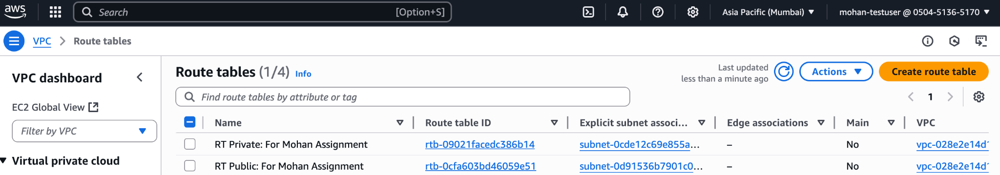 aws
Search [Option+S] Asia Pacific (Mumbai) mohan-testuser @ 0504-5136-5170
VPC Route tables
VPC dashboard
EC2 Global View
Filter by VPC
Virtual private cloud
Route tables (1/4) Info
Last updated
less than a minute ago
Actions
Create route table
Find route tables by attribute or tag
1
Name Route table ID Explicit subnet associ... Edge associations Main VPC
RT Private: For Mohan Assignment rtb-09021facedc386b14 subnet-0cde12c69e855a... – No vpc-028e2e14d1
RT Public: For Mohan Assignment rtb-0cfa603bd46059e51 subnet-0d91536b7901c0... – No vpc-028e2e14d1